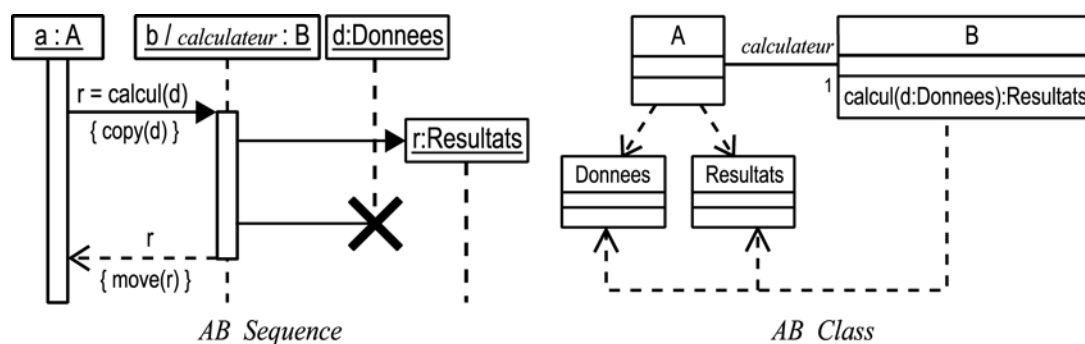 a : A
b / calculateur : B
d:Donnees
r = calcul(d)
{ copy(d) }
r:Resultats
r
{ move(r) }
AB Sequence
A
calculateur
1
B
calcul(d:Donnees):Resultats
Donnees
Resultats
AB Class